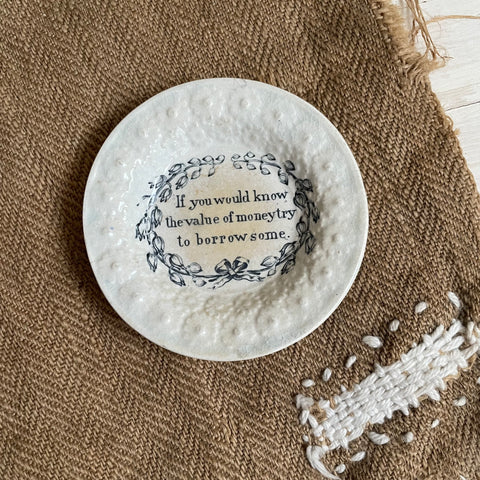 If you would know
the value of money try
to borrow some.